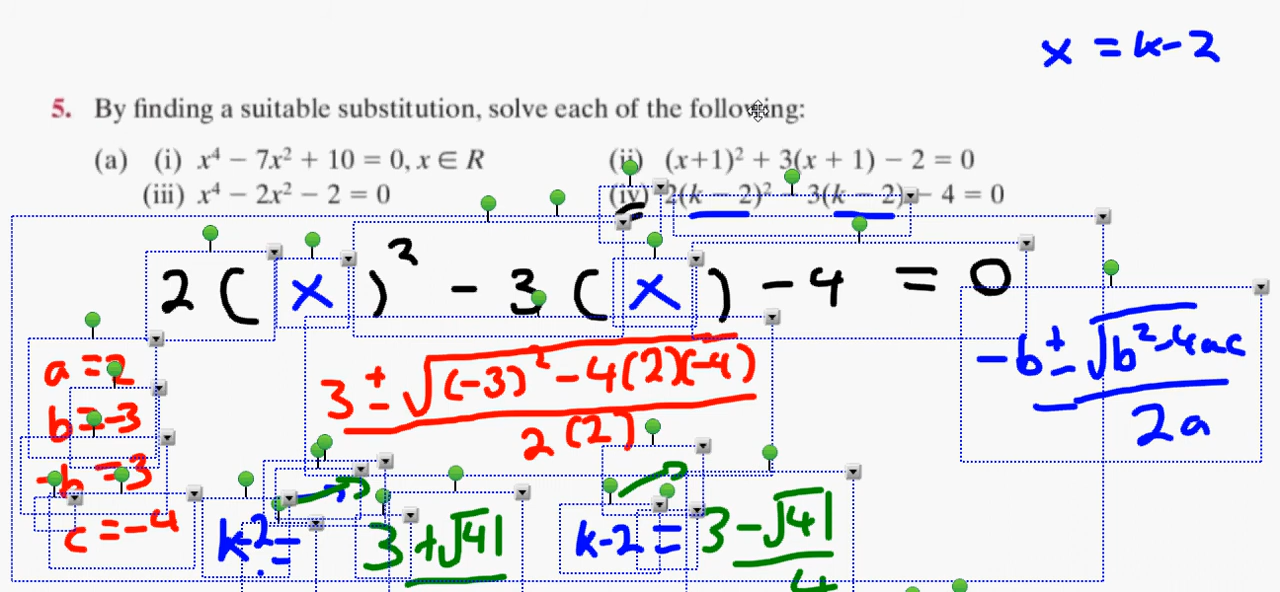 x = k-2
5. By finding a suitable substitution, solve each of the following:
(a) (i) x⁴ − 7x² + 10 = 0, x ∈ R (ii) (x+1)² + 3(x + 1) − 2 = 0
(iii) x⁴ − 2x² − 2 = 0 (iv) 2(k − 2)² − 3(k − 2) − 4 = 0
2(x)² - 3(x) - 4 = 0
a = 2
b = -3
-b = 3
c = -4
3 ± √(-3)² - 4(2)(-4)
2(2)
-b ± √b² - 4ac
2a
k-2 = 3 + √41
k-2 = 3 - √41
4